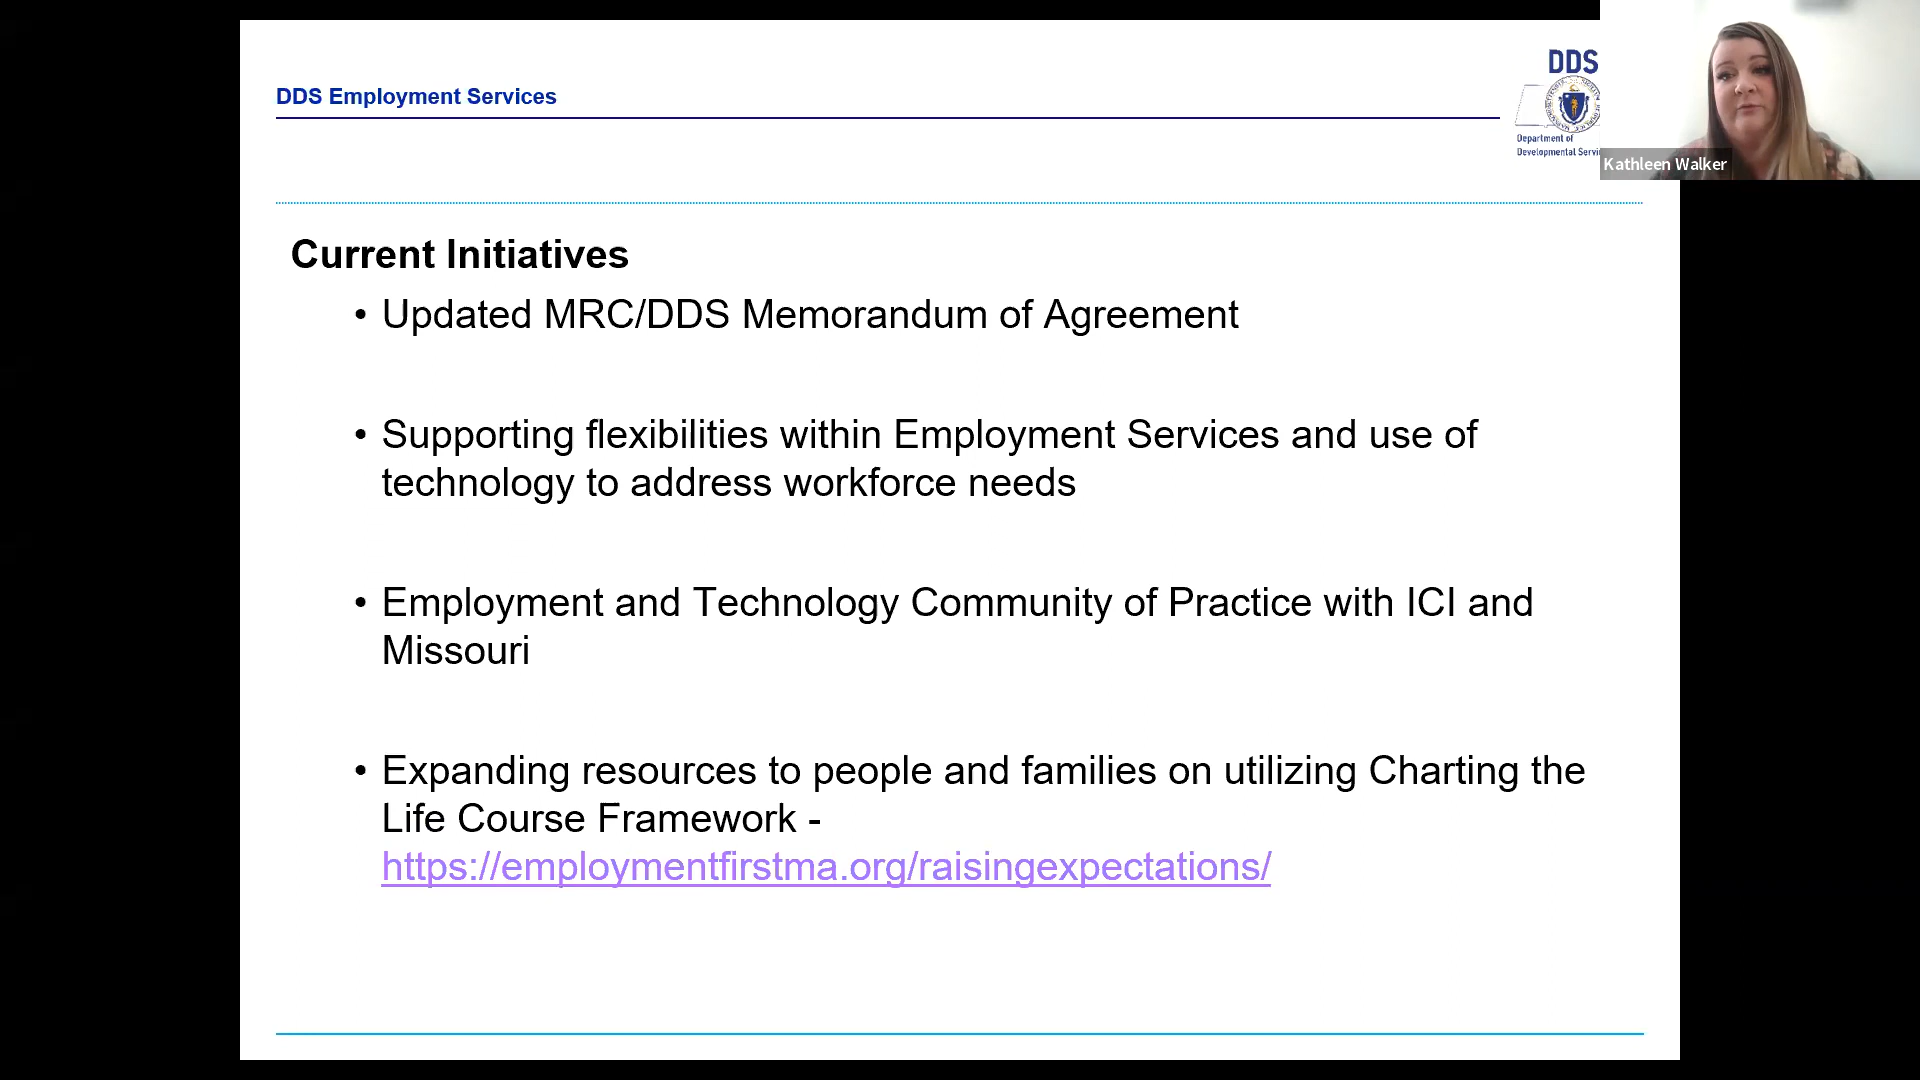 DDS Employment Services
DDS
Department of
Developmental Servi
Kathleen Walker
Current Initiatives
• Updated MRC/DDS Memorandum of Agreement
• Supporting flexibilities within Employment Services and use of
technology to address workforce needs
• Employment and Technology Community of Practice with ICI and
Missouri
• Expanding resources to people and families on utilizing Charting the
Life Course Framework -
https://employmentfirstma.org/raisingexpectations/